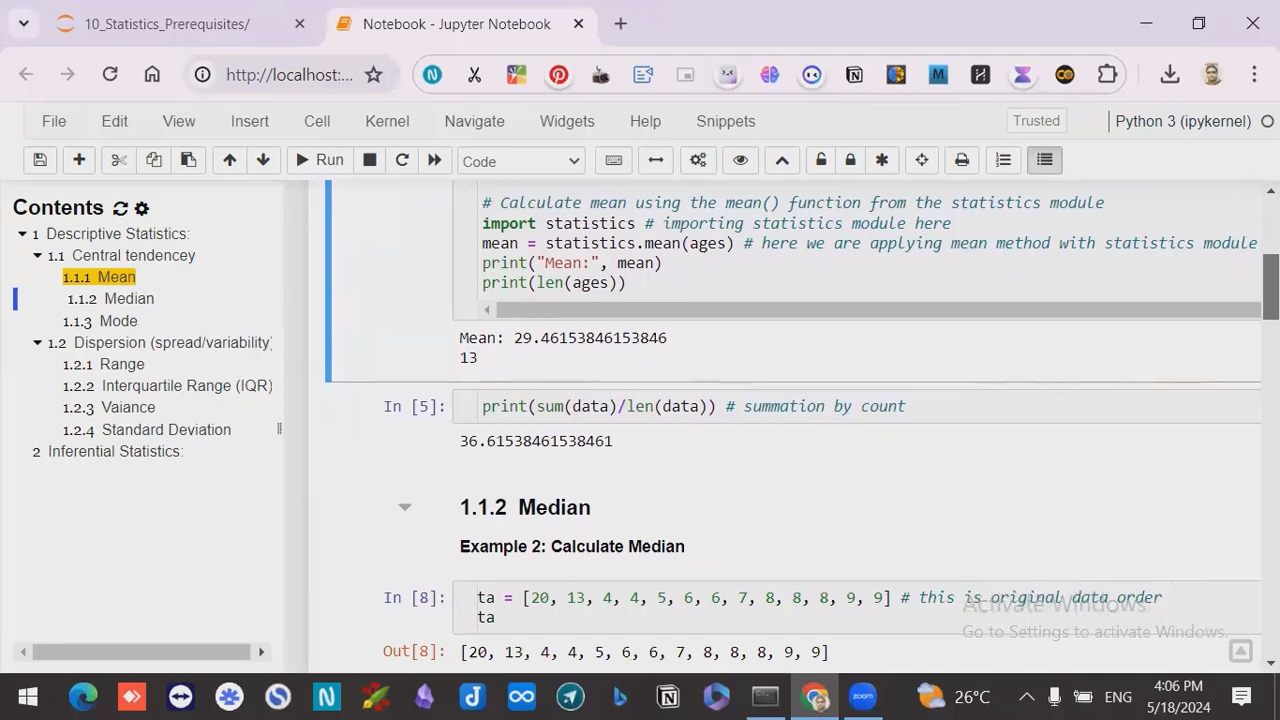 10_Statistics_Prerequisites/
Notebook - Jupyter Notebook
http://localhost:...
File Edit View Insert Cell Kernel Navigate Widgets Help Snippets
Trusted
Python 3 (ipykernel)
Run
Code
Contents
1 Descriptive Statistics:
1.1 Central tendencey
1.1.1 Mean
1.1.2 Median
1.1.3 Mode
1.2 Dispersion (spread/variability)
1.2.1 Range
1.2.2 Interquartile Range (IQR)
1.2.3 Vaiance
1.2.4 Standard Deviation
2 Inferential Statistics:
# Calculate mean using the mean() function from the statistics module
import statistics # importing statistics module here
mean = statistics.mean(ages) # here we are applying mean method with statistics module
print("Mean:", mean)
print(len(ages))
Mean: 29.46153846153846
13
In [5]: print(sum(data)/len(data)) # summation by count
36.61538461538461
1.1.2 Median
Example 2: Calculate Median
In [8]: ta = [20, 13, 4, 4, 5, 6, 6, 7, 8, 8, 8, 9, 9] # this is original data order
ta
Out[8]: [20, 13, 4, 4, 5, 6, 6, 7, 8, 8, 8, 9, 9]
Activate Windows
Go to Settings to activate Windows.
26°C
ENG
4:06 PM
5/18/2024